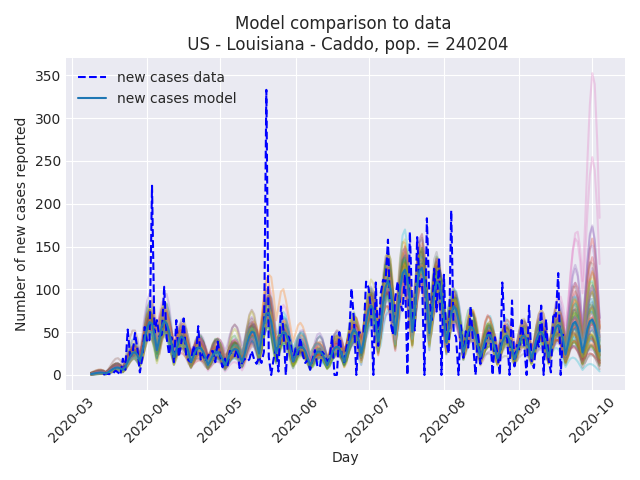 Model comparison to data
US - Louisiana - Caddo, pop. = 240204
new cases data
new cases model
Number of new cases reported
350
300
250
200
150
100
50
0
2020-03
2020-04
2020-05
2020-06
2020-07
2020-08
2020-09
2020-10
Day